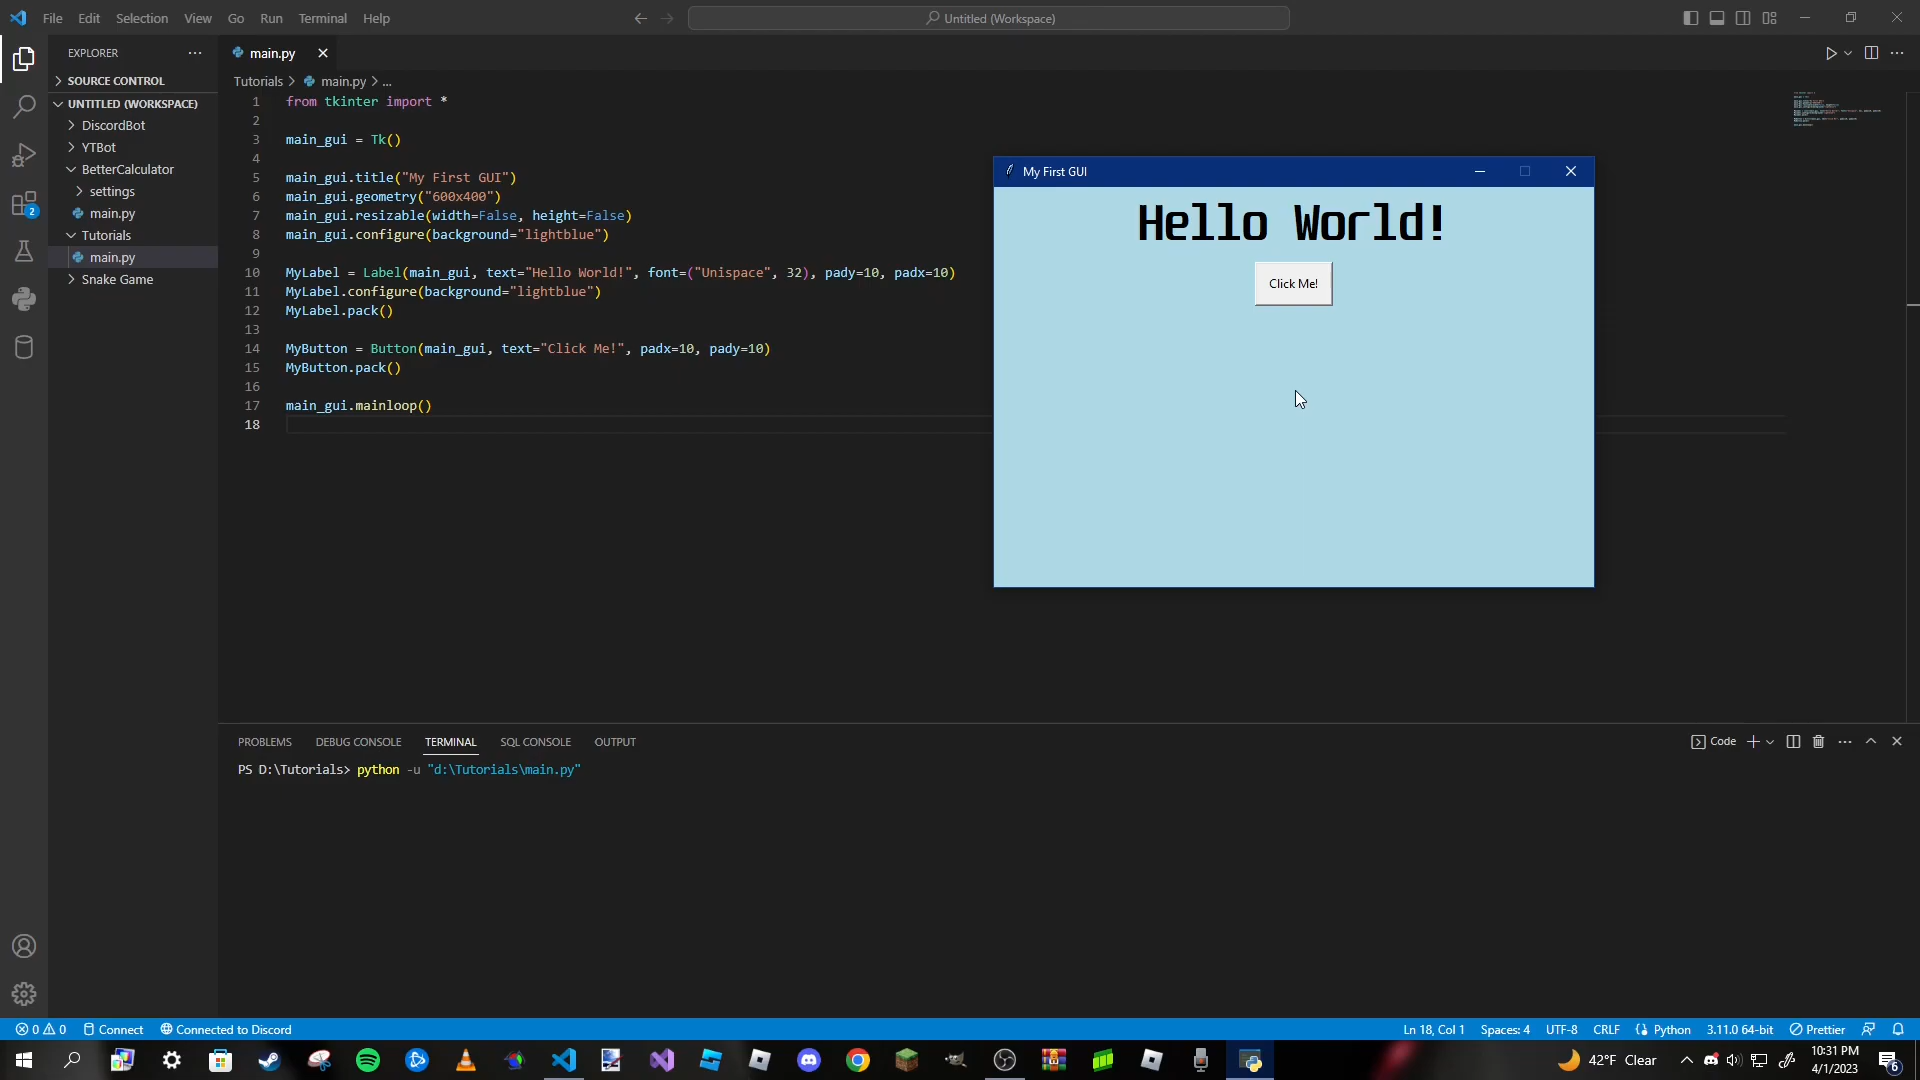 File Edit Selection View Go Run Terminal Help
Untitled (Workspace)
EXPLORER
SOURCE CONTROL
UNTITLED (WORKSPACE)
DiscordBot
YTBot
BetterCalculator
settings
main.py
Tutorials
main.py
Snake Game
2
main.py
Tutorials > main.py > ...
1 from tkinter import *
2
3 main_gui = Tk()
4
5 main_gui.title("My First GUI")
6 main_gui.geometry("600x400")
7 main_gui.resizable(width=False, height=False)
8 main_gui.configure(background="lightblue")
9
10 MyLabel = Label(main_gui, text="Hello World!", font=("Unispace", 32), pady=10, padx=10)
11 MyLabel.configure(background="lightblue")
12 MyLabel.pack()
13
14 MyButton = Button(main_gui, text="Click Me!", padx=10, pady=10)
15 MyButton.pack()
16
17 main_gui.mainloop()
18
My First GUI
Hello World!
Click Me!
PROBLEMS DEBUG CONSOLE TERMINAL SQL CONSOLE OUTPUT
Code
PS D:\Tutorials> python -u "d:\Tutorials\main.py"
0 0 Connect Connected to Discord
Ln 18, Col 1 Spaces: 4 UTF-8 CRLF Python 3.11.0 64-bit Prettier
42°F Clear
10:31 PM
4/1/2023
6